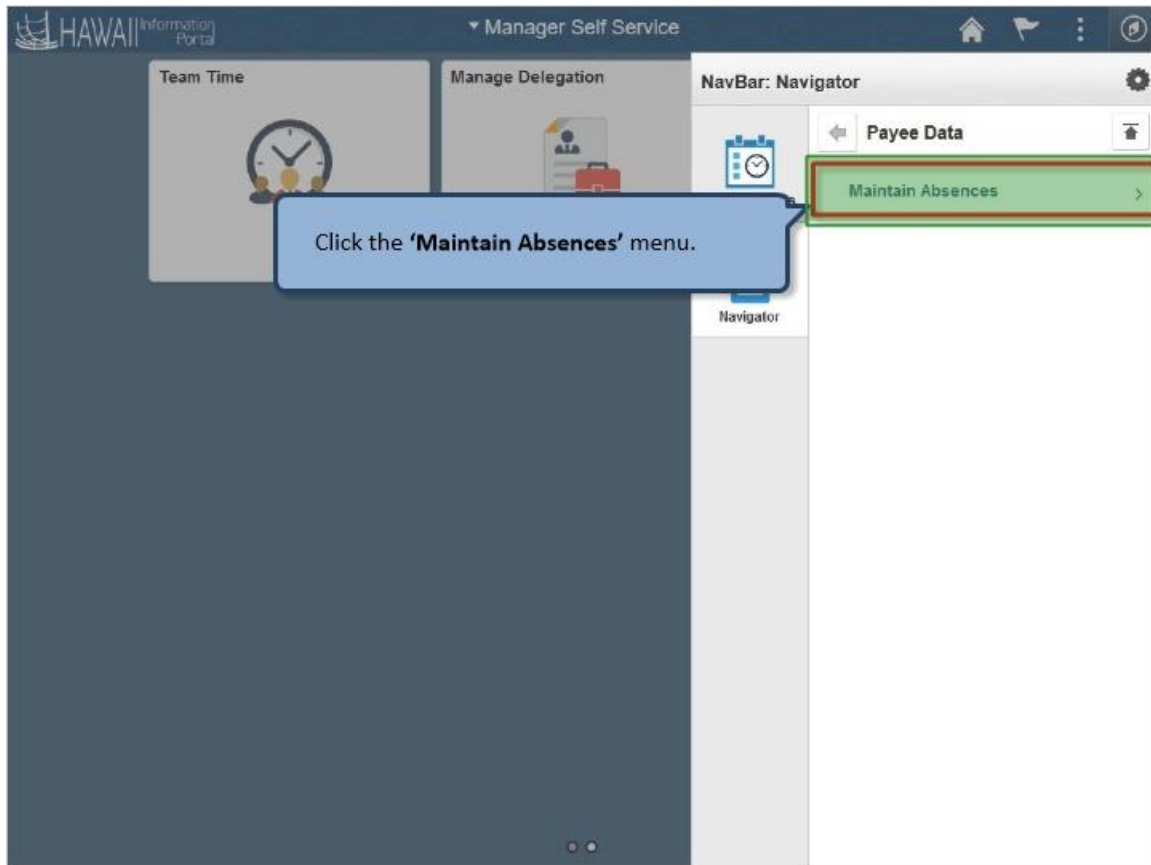 HAWAII Information
Portal
Manager Self Service
Team Time
Manage Delegation
NavBar: Navigator
Payee Data
Maintain Absences
Click the ‘Maintain Absences’ menu.
Navigator